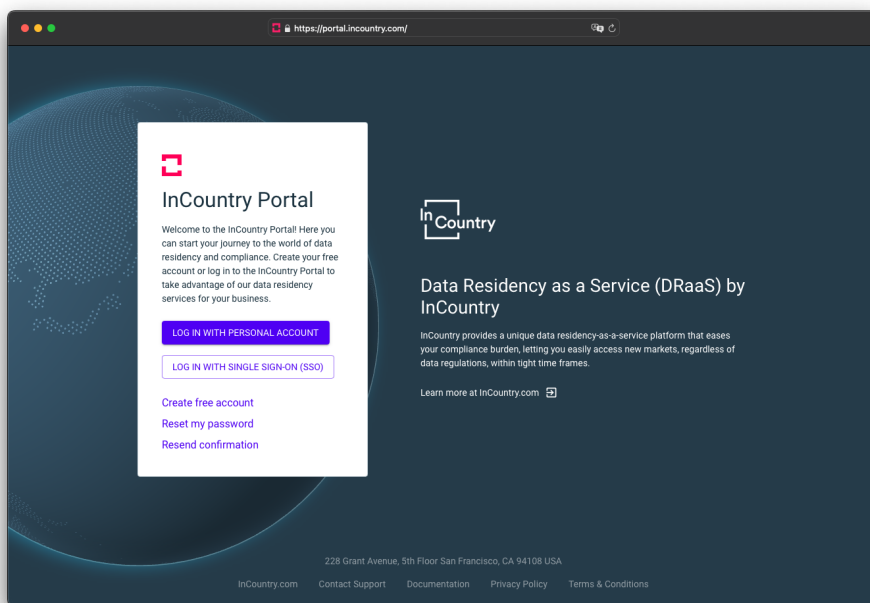 https://portal.incountry.com/
InCountry Portal
Welcome to the InCountry Portal! Here you
can start your journey to the world of data
residency and compliance. Create your free
account or log in to the InCountry Portal to
take advantage of our data residency
services for your business.
LOG IN WITH PERSONAL ACCOUNT
LOG IN WITH SINGLE SIGN-ON (SSO)
Create free account
Reset my password
Resend confirmation
In
Country
Data Residency as a Service (DRaaS) by
InCountry
InCountry provides a unique data residency-as-a-service platform that eases
your compliance burden, letting you easily access new markets, regardless of
data regulations, within tight time frames.
Learn more at InCountry.com
228 Grant Avenue, 5th Floor San Francisco, CA 94108 USA
InCountry.com Contact Support Documentation Privacy Policy Terms & Conditions